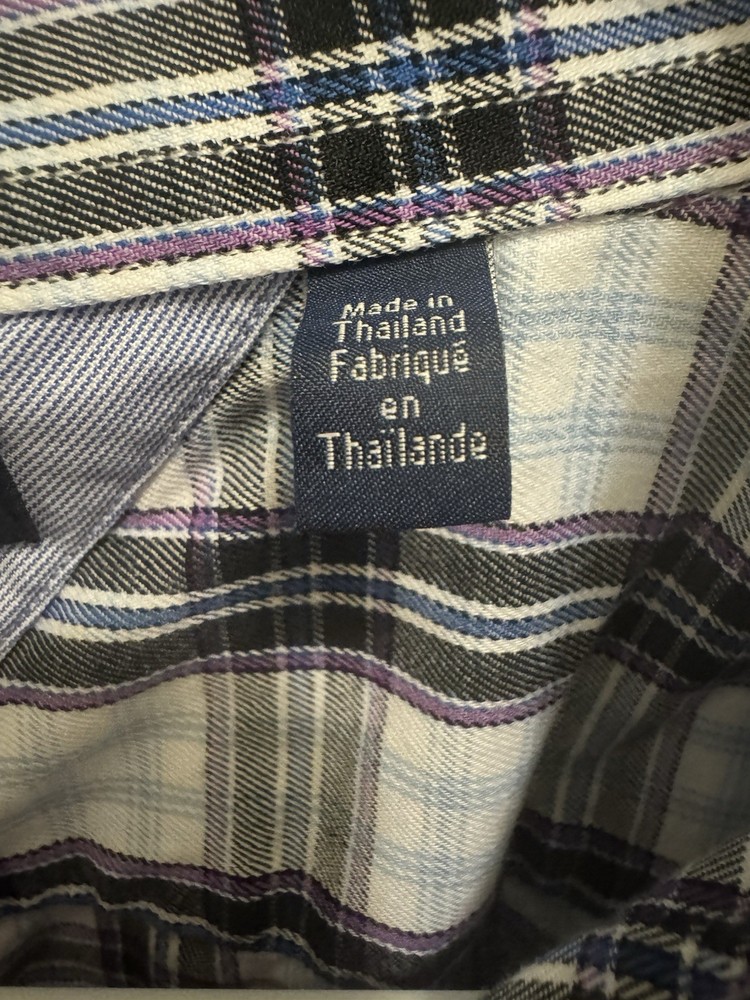 Made in
Thailand
Fabriqué
en
Thaïlande